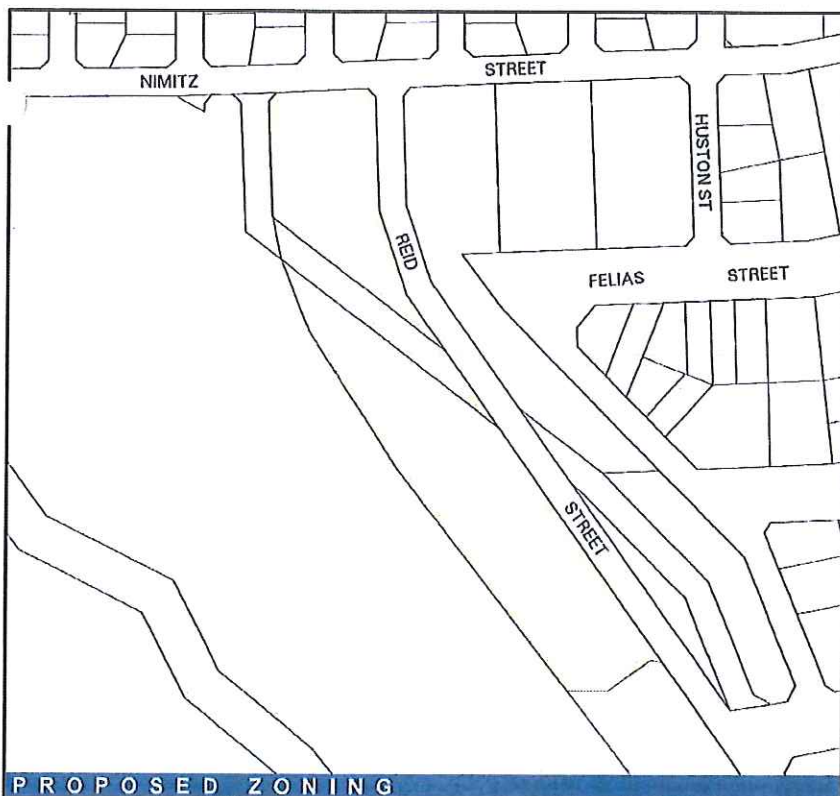 NIMITZ STREET
HUSTON ST
REID
FELIAS STREET
STREET
PROPOSED ZONING